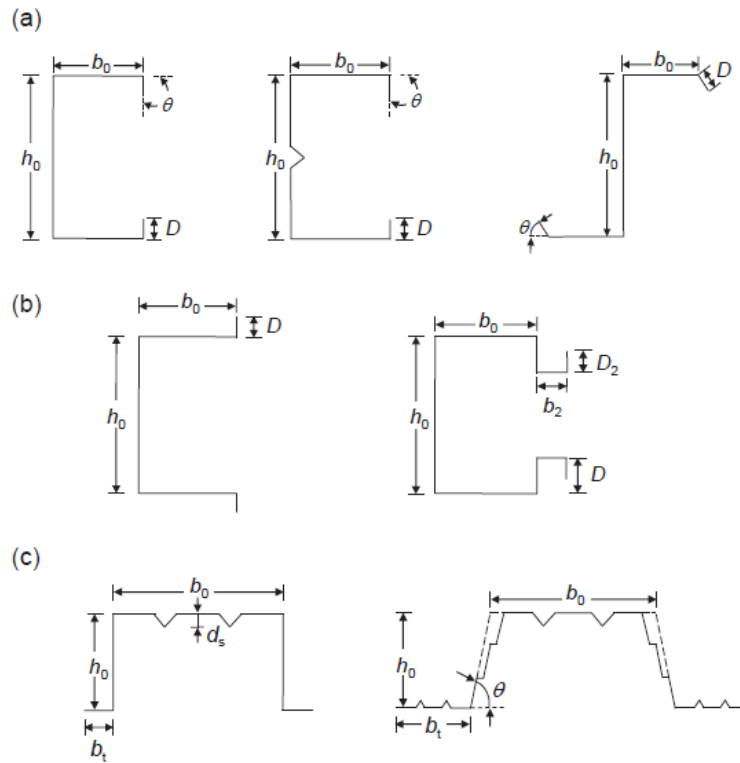 (a)
b₀ b₀ b₀ D
θ θ
h₀ h₀ h₀
D D θ
(b)
b₀ D b₀
D₂
b₂
h₀ h₀
D
(c)
b₀ b₀
dₛ
h₀ h₀ θ
bₜ bₜ